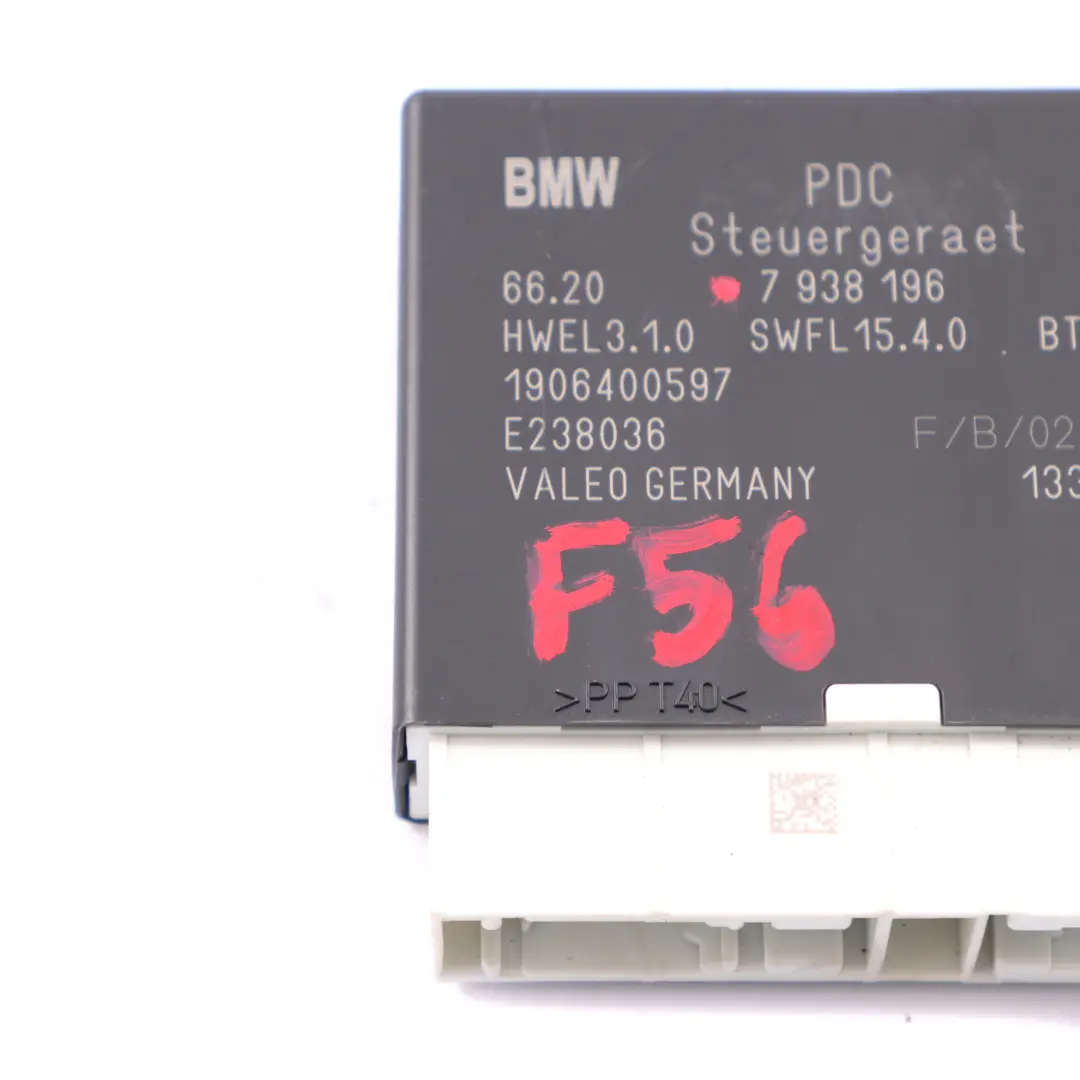 BMW PDC
Steuergeraet
66.20 7 938 196
HWEL3.1.0 SWFL15.4.0 BT
1906400597
E238036 F/B/02
VALEO GERMANY 133
F56
>PP T40<